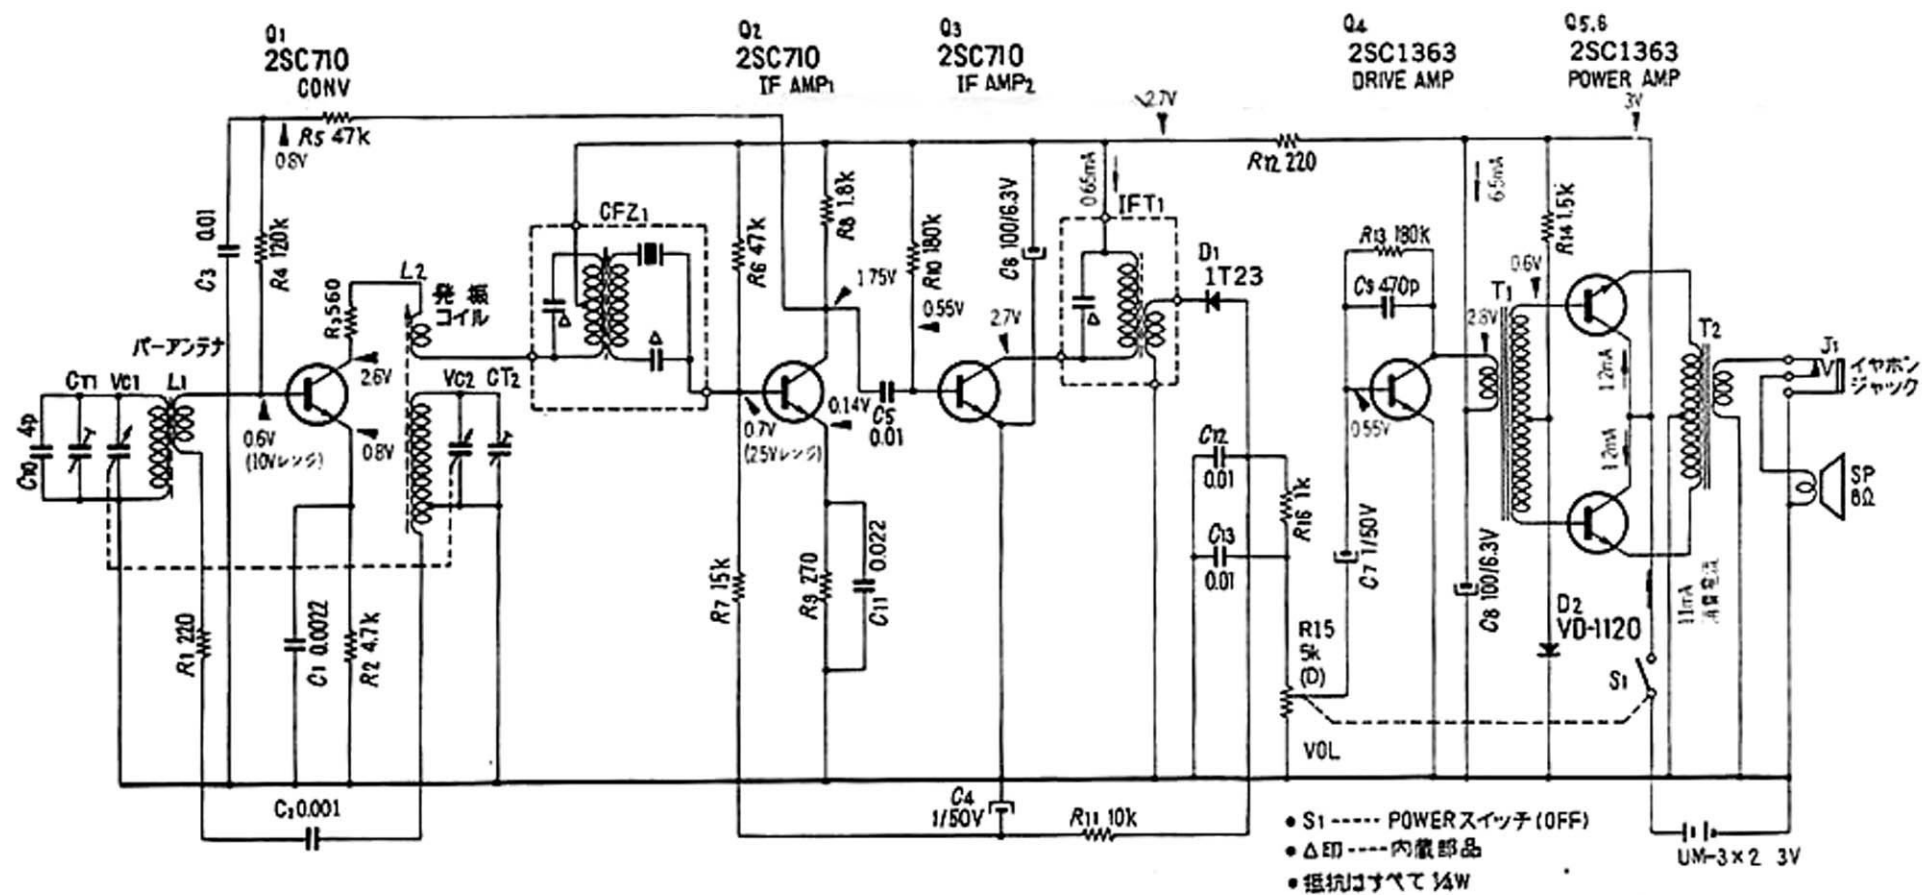 Q1
2SC710
CONV
Q2
2SC710
IF AMP1
Q3
2SC710
IF AMP2
Q4
2SC1363
DRIVE AMP
Q5.6
2SC1363
POWER AMP
3V
2.7V
R5 47k
0.8V
R12 220
0.01
C3
R4 120k
R3 560
L2
発振
コイル
CFZ1
Δ
Δ
R6 47k
R8 1.8k
1.75V
R10 180k
0.55V
C6 100/6.3V
2.7V
0.65mA
IFT1
Δ
D1
1T23
R13 180k
C9 470p
6.5mA
R14 1.5k
0.6V
T1
2.8V
T2
J1
イヤホン
ジャック
バーアンテナ
CT1
VC1
L1
2.6V
VC2
CT2
4p
C10
0.6V
(10Vレンジ)
0.8V
0.7V
(2.5Vレンジ)
0.14V
C5
0.01
0.55V
12mA
12mA
SP
8Ω
C12
0.01
C13
0.01
R16 1k
C7 1/50V
C8 100/6.3V
R1 220
C1 0.0022
R2 4.7k
R7 15k
R9 270
0.022
C11
R15
5k
(D)
VOL
D2
VD-1120
S1
11mA
消費電流
C2 0.001
C4
1/50V
R11 10k
UM-3×2 3V
● S1 ----- POWERスイッチ(OFF)
● Δ印 ---- 内蔵部品
● 抵抗はすべて 1/4W